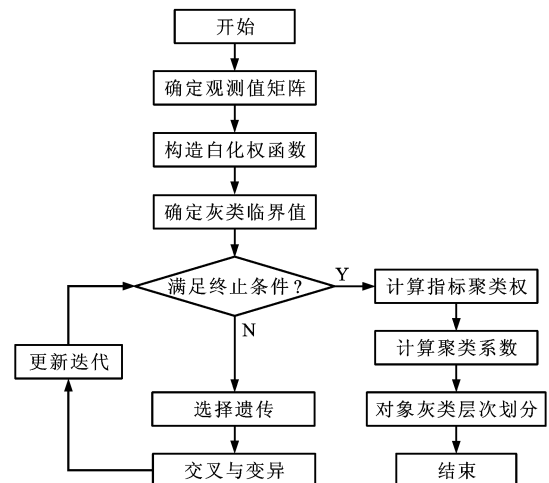 开始
确定观测值矩阵
构造白化权函数
确定灰类临界值
满足终止条件?
Y
计算指标聚类权
N
计算聚类系数
更新迭代
选择遗传
对象灰类层次划分
交叉与变异
结束